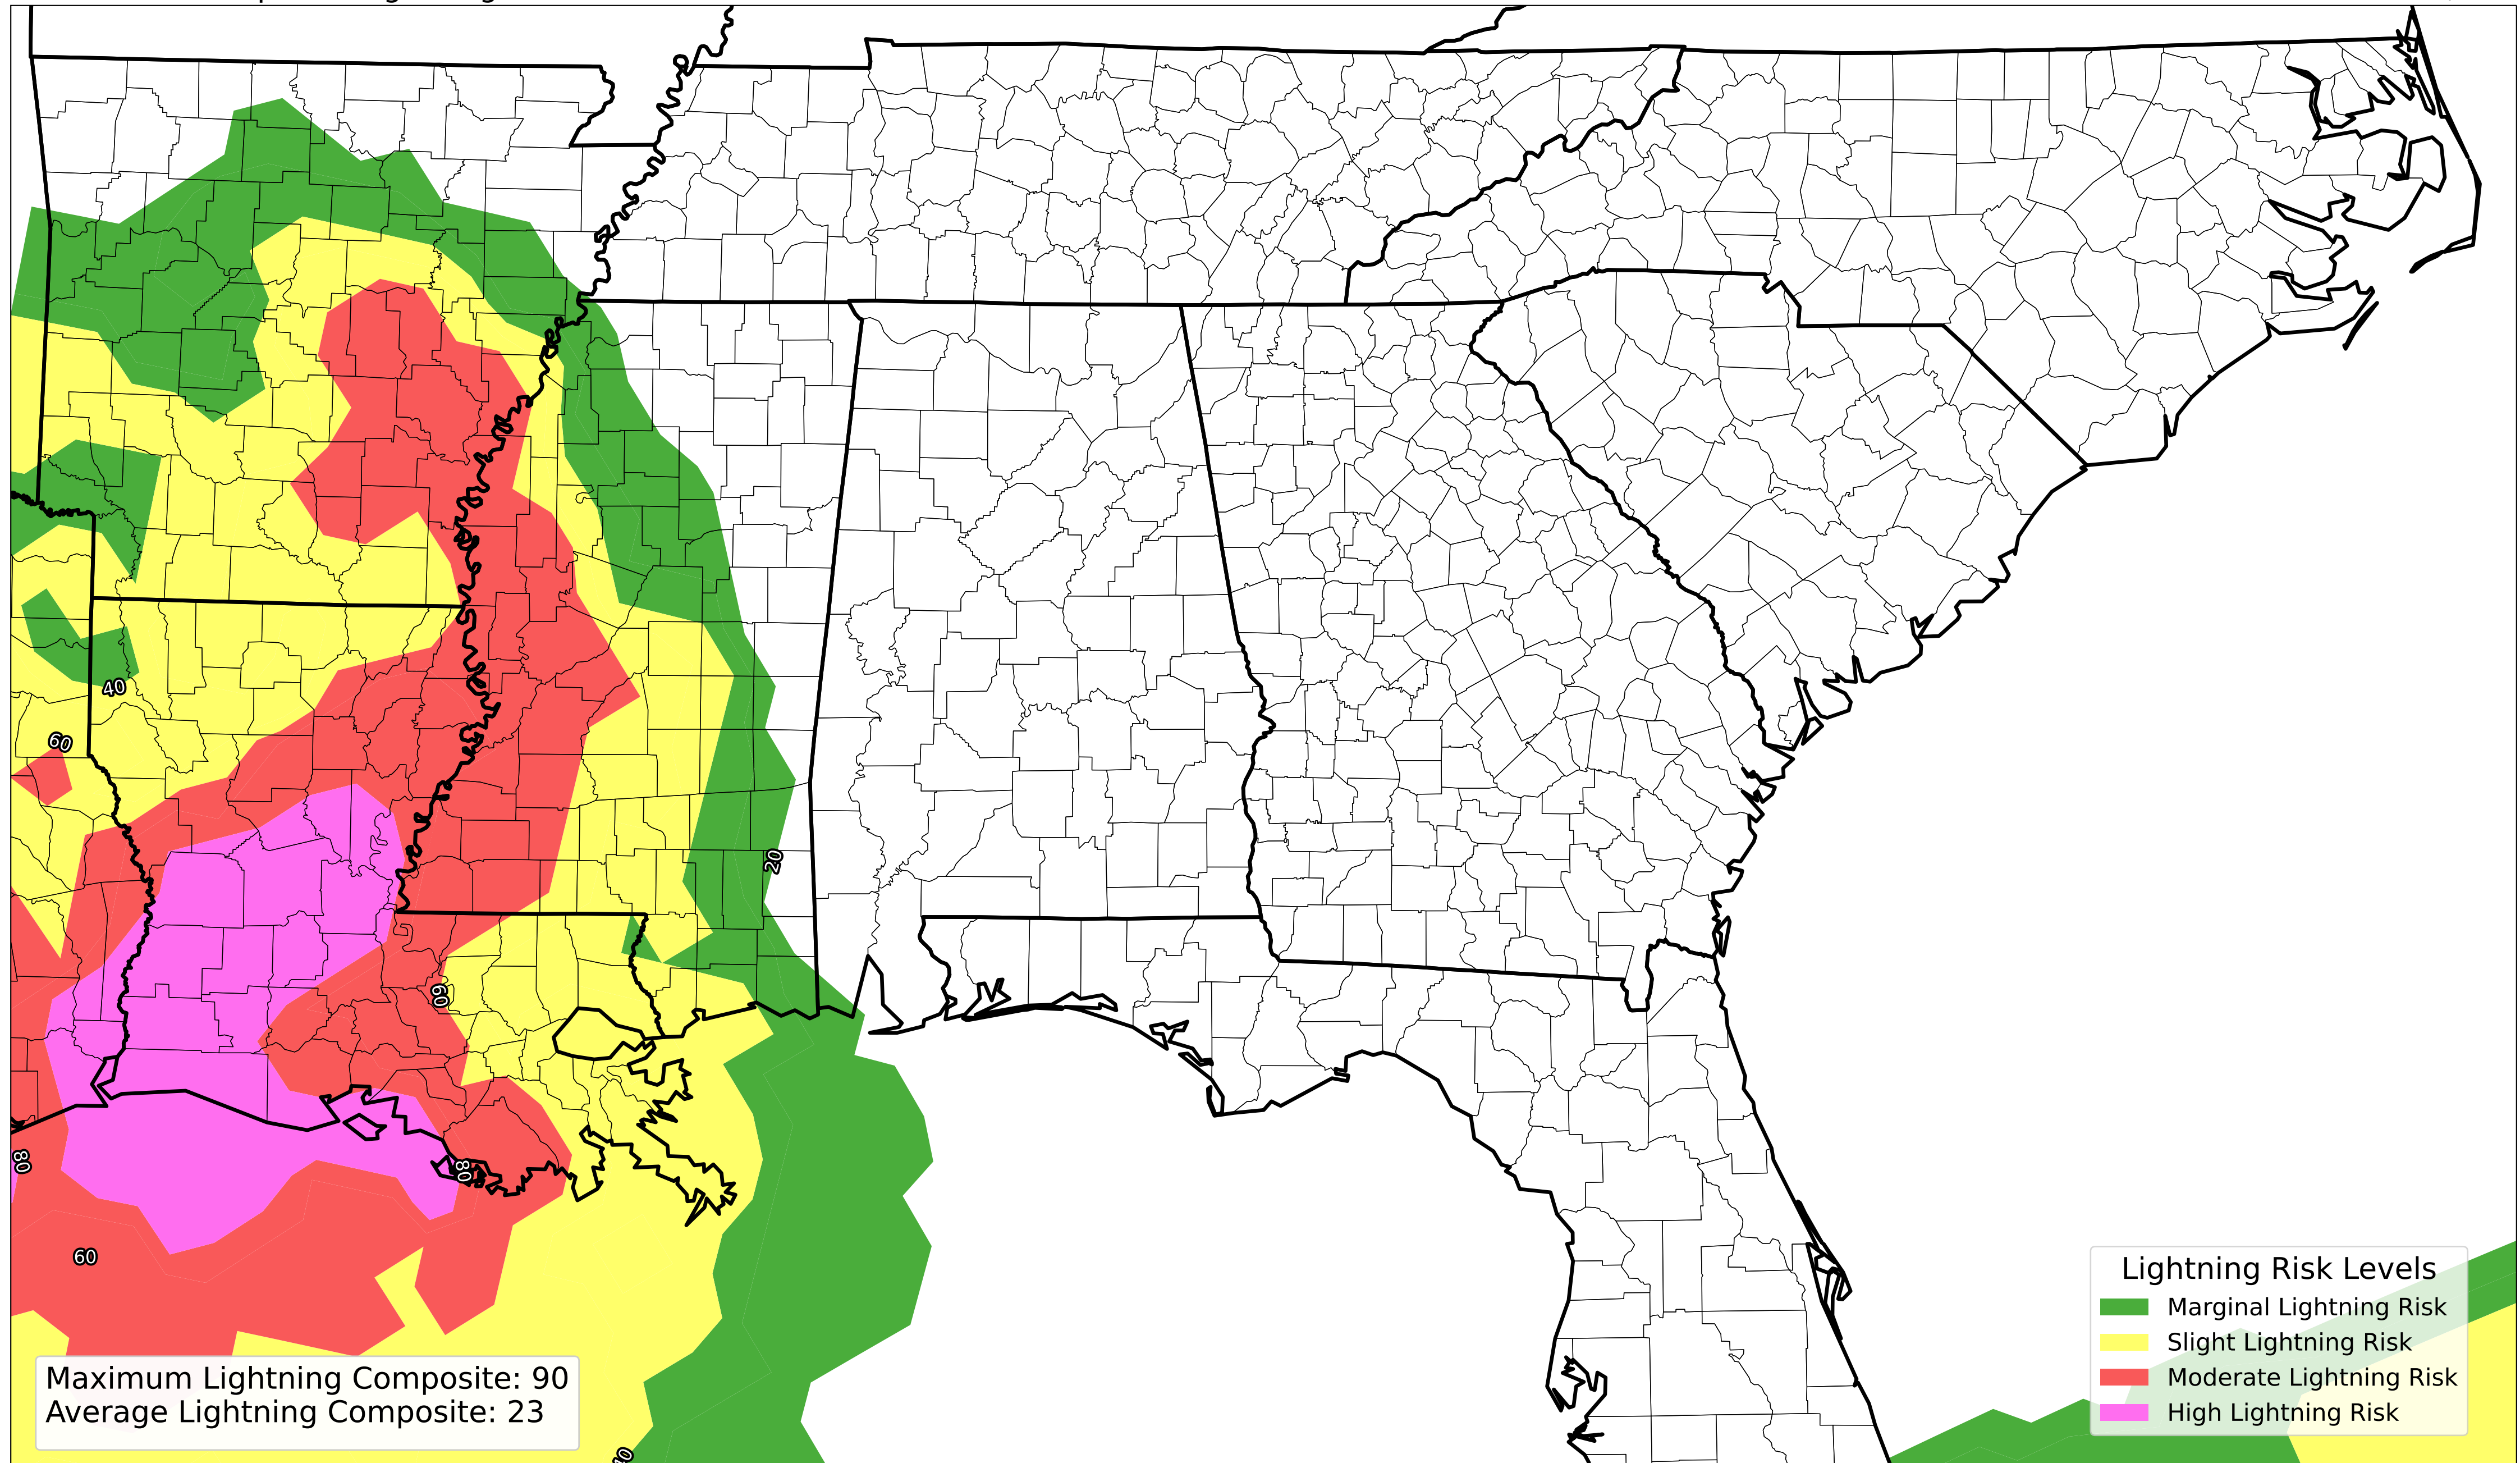 40
60
20
60
80
80
60
Maximum Lightning Composite: 90
Average Lightning Composite: 23
Lightning Risk Levels
Marginal Lightning Risk
Slight Lightning Risk
Moderate Lightning Risk
High Lightning Risk